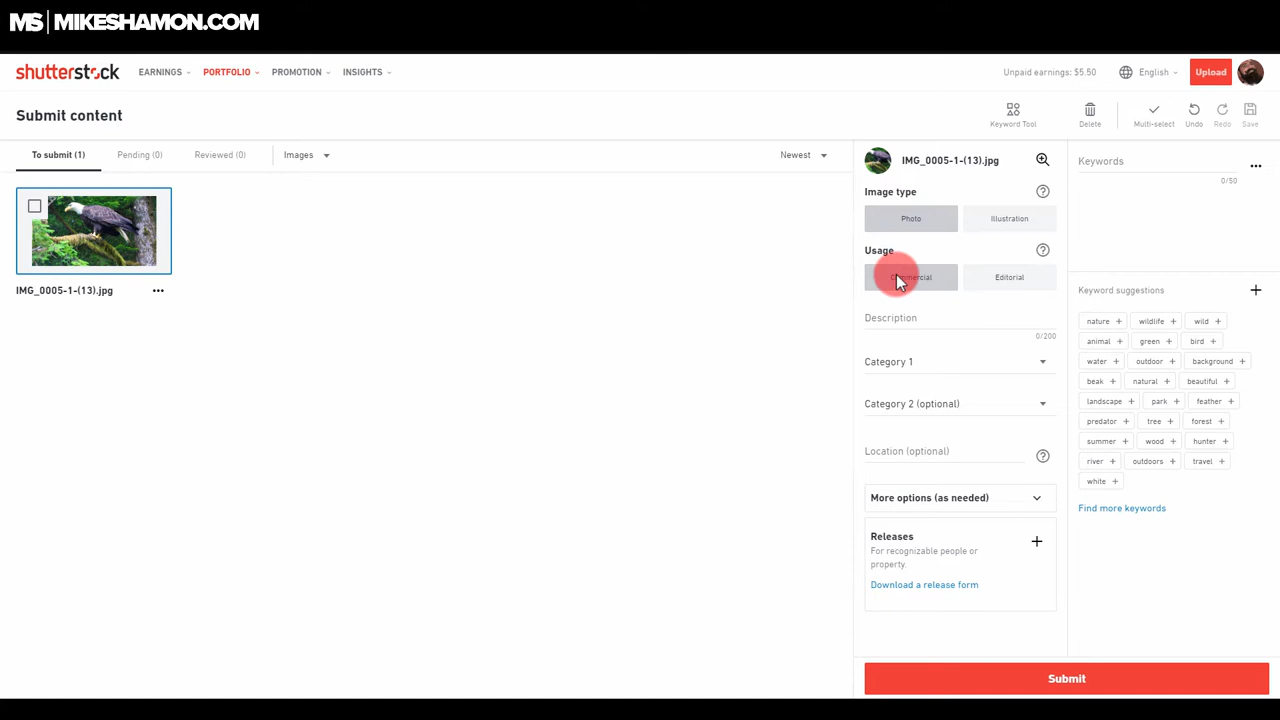 MS | MIKESHAMON.COM
shutterstock EARNINGS PORTFOLIO PROMOTION INSIGHTS Unpaid earnings: $5.50 English Upload
Submit content
Keyword Tool Delete Multi-select Undo Redo Save
To submit (1) Pending (0) Reviewed (0) Images Newest
IMG_0005-1-(13).jpg
IMG_0005-1-(13).jpg
Image type
Photo Illustration
Usage
Commercial Editorial
Description
0/200
Category 1
Category 2 (optional)
Location (optional)
More options (as needed)
Releases
For recognizable people or
property.
Download a release form
Keywords
0/50
Keyword suggestions
nature + wildlife + wild +
animal + green + bird +
water + outdoor + background +
beak + natural + beautiful +
landscape + park + feather +
predator + tree + forest +
summer + wood + hunter +
river + outdoors + travel +
white +
Find more keywords
Submit